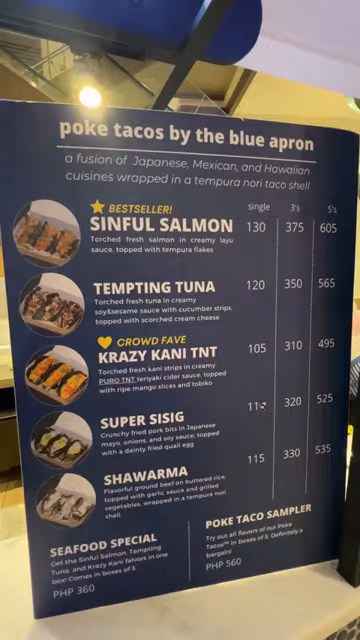 poke tacos by the blue apron
a fusion of Japanese, Mexican, and Hawaiian
cuisines wrapped in a tempura nori taco shell
single 3's 5's
BESTSELLER!
SINFUL SALMON 130 375 605
Torched fresh salmon in creamy layu
sauce, topped with tempura flakes
TEMPTING TUNA 120 350 565
Torched fresh tuna in creamy
soy&sesame sauce with cucumber strips,
topped with scorched cream cheese
CROWD FAVE
KRAZY KANI TNT 105 310 495
Torched fresh kani strips in creamy
PURO TNT teriyaki cider sauce, topped
with ripe mango slices and tobiko
SUPER SISIG 320 525
Crunchy fried pork bits in Japanese
mayo, onions, and soy sauce, topped
with a dainty fried quail egg
SHAWARMA 115 330 535
Flavorful ground beef on buttered rice,
topped with garlic sauce and grilled
vegetables, wrapped in a tempura nori
shell.
SEAFOOD SPECIAL
Get the Sinful Salmon, Tempting
Tuna, and Krazy Kani falvors in one
box! Comes in boxes of 3.
PHP 360
POKE TACO SAMPLER
Try out all flavors of our Poke
Tacos™ in boxes of 5. Definitely a
bargain!
PHP 560